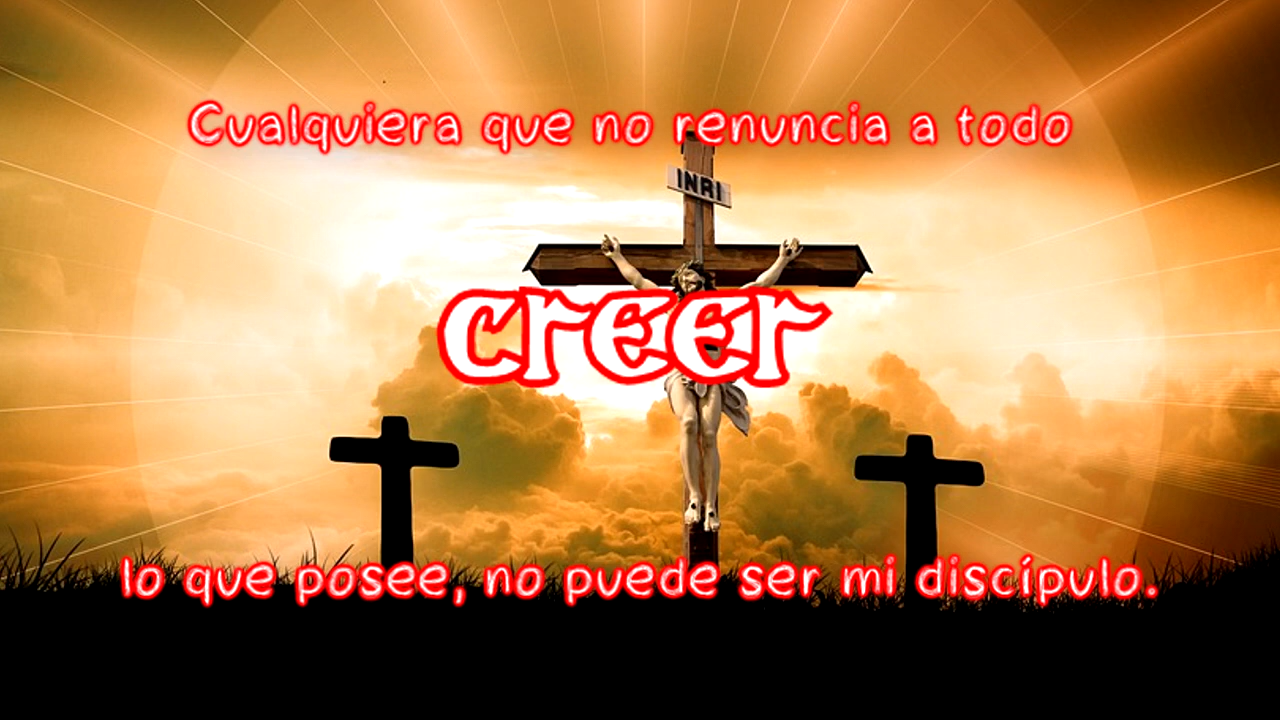 Cualquiera que no renuncia a todo
INRI
creer
lo que posee, no puede ser mi discípulo.